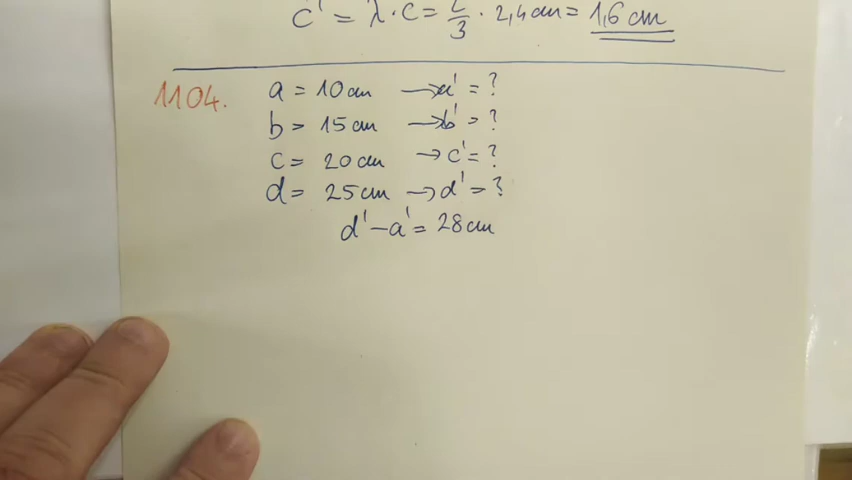 c' = λ · c = 2/3 · 2,4 cm = 1,6 cm
1104. a = 10 cm → a' = ?
b = 15 cm → b' = ?
c = 20 cm → c' = ?
d = 25 cm → d' = ?
d' - a' = 28 cm